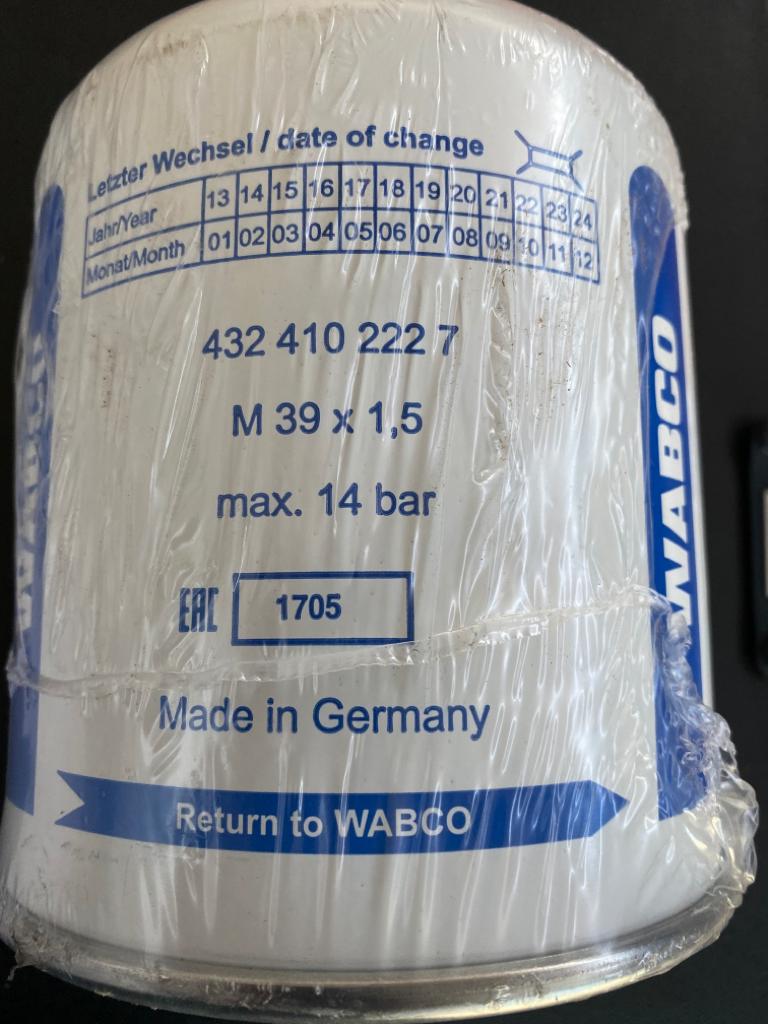 Letzter Wechsel / date of change
Jahr/Year 13 14 15 16 17 18 19 20 21 22 23 24
Monat/Month 01 02 03 04 05 06 07 08 09 10 11 12
432 410 222 7
M 39 x 1,5
max. 14 bar
EAC 1705
Made in Germany
Return to WABCO
WABCO
WABCO